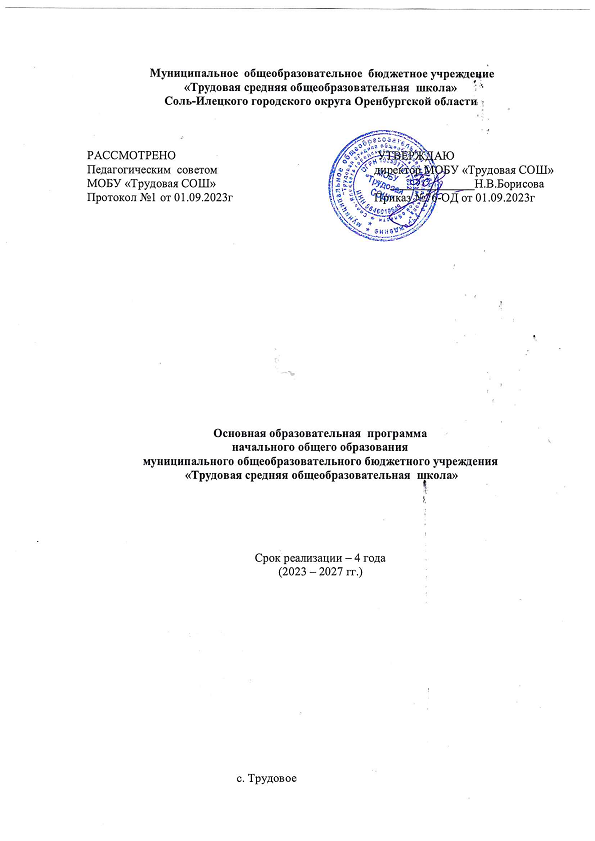 Муниципальное общеобразовательное бюджетное учреждение
«Трудовая средняя общеобразовательная школа»
Соль-Илецкого городского округа Оренбургской области
РАССМОТРЕНО
Педагогическим советом
МОБУ «Трудовая СОШ»
Протокол №1 от 01.09.2023г
УТВЕРЖДАЮ
директор МОБУ «Трудовая СОШ»
Н.В.Борисова
Приказ от 01.09.2023г
МОБУ
"Трудовая
СОШ"
Основная образовательная программа
начального общего образования
муниципального общеобразовательного бюджетного учреждения
«Трудовая средняя общеобразовательная школа»
Срок реализации – 4 года
(2023 – 2027 гг.)
с. Трудовое